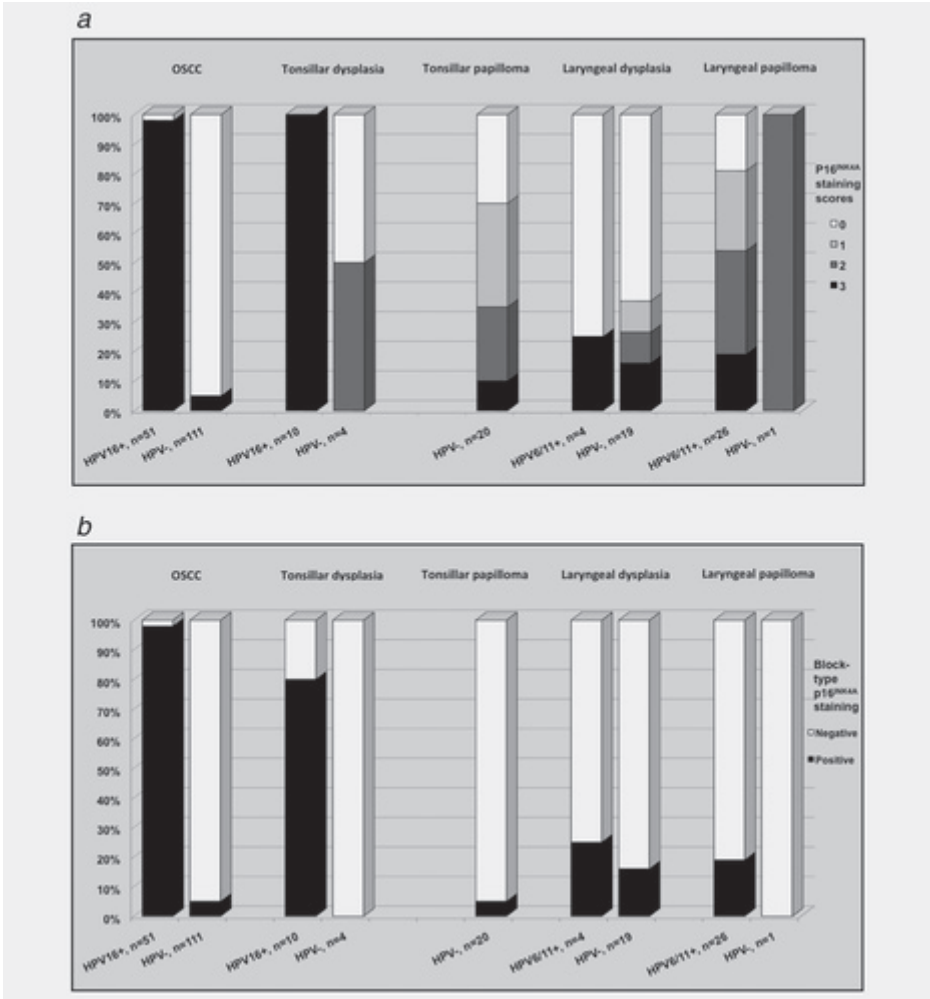 a
OSCC Tonsillar dysplasia Tonsillar papilloma Laryngeal dysplasia Laryngeal papilloma
100%
90%
80%
70%
60%
50%
40%
30%
20%
10%
0%
HPV16+, n=51 HPV-, n=111 HPV16+, n=10 HPV-, n=4 HPV-, n=20 HPV6/11+, n=4 HPV-, n=19 HPV6/11+, n=26 HPV-, n=1
P16INK4A
staining
scores
0
1
2
3
b
OSCC Tonsillar dysplasia Tonsillar papilloma Laryngeal dysplasia Laryngeal papilloma
100%
90%
80%
70%
60%
50%
40%
30%
20%
10%
0%
HPV16+, n=51 HPV-, n=111 HPV16+, n=10 HPV-, n=4 HPV-, n=20 HPV6/11+, n=4 HPV-, n=19 HPV6/11+, n=26 HPV-, n=1
Block-
type
p16INK4A
staining
Negative
Positive